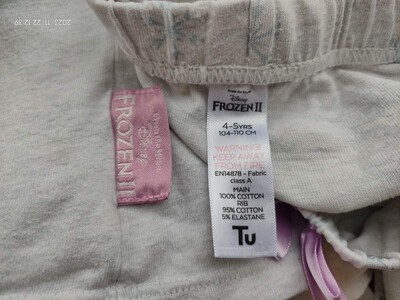 2023 11 22 12:39
Disney
FROZEN II
4-5YRS
104-110 CM
WARNING!
KEEP AWAY
FROM FIRE
EN14878 - Fabric
class A
MAIN
100% COTTON
RIB
95% COTTON
5% ELASTANE
Tu
Disney
FROZEN II